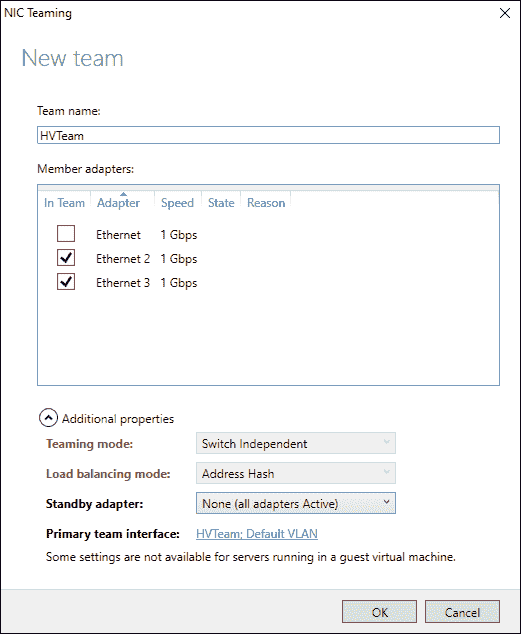 NIC Teaming
New team
Team name:
HVTeam
Member adapters:
In Team Adapter Speed State Reason
Ethernet 1 Gbps
Ethernet 2 1 Gbps
Ethernet 3 1 Gbps
Additional properties
Teaming mode: Switch Independent
Load balancing mode: Address Hash
Standby adapter: None (all adapters Active)
Primary team interface: HVTeam; Default VLAN
Some settings are not available for servers running in a guest virtual machine.
OK Cancel